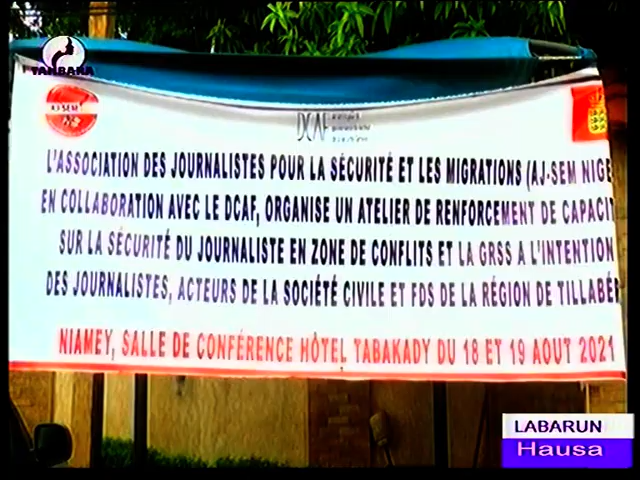 TAMBARA
AJ-SEM
DCAF
L'ASSOCIATION DES JOURNALISTES POUR LA SÉCURITÉ ET LES MIGRATIONS (AJ-SEM NIGE
EN COLLABORATION AVEC LE DCAF, ORGANISE UN ATELIER DE RENFORCEMENT DE CAPACIT
SUR LA SÉCURITÉ DU JOURNALISTE EN ZONE DE CONFLITS ET LA GRSS A L'INTENTION
DES JOURNALISTES, ACTEURS DE LA SOCIÉTÉ CIVILE ET FDS DE LA RÉGION DE TILLABÉR
NIAMEY, SALLE DE CONFÉRENCE HÔTEL TABAKADY DU 18 ET 19 AOUT 2021
LABARUN
Hausa